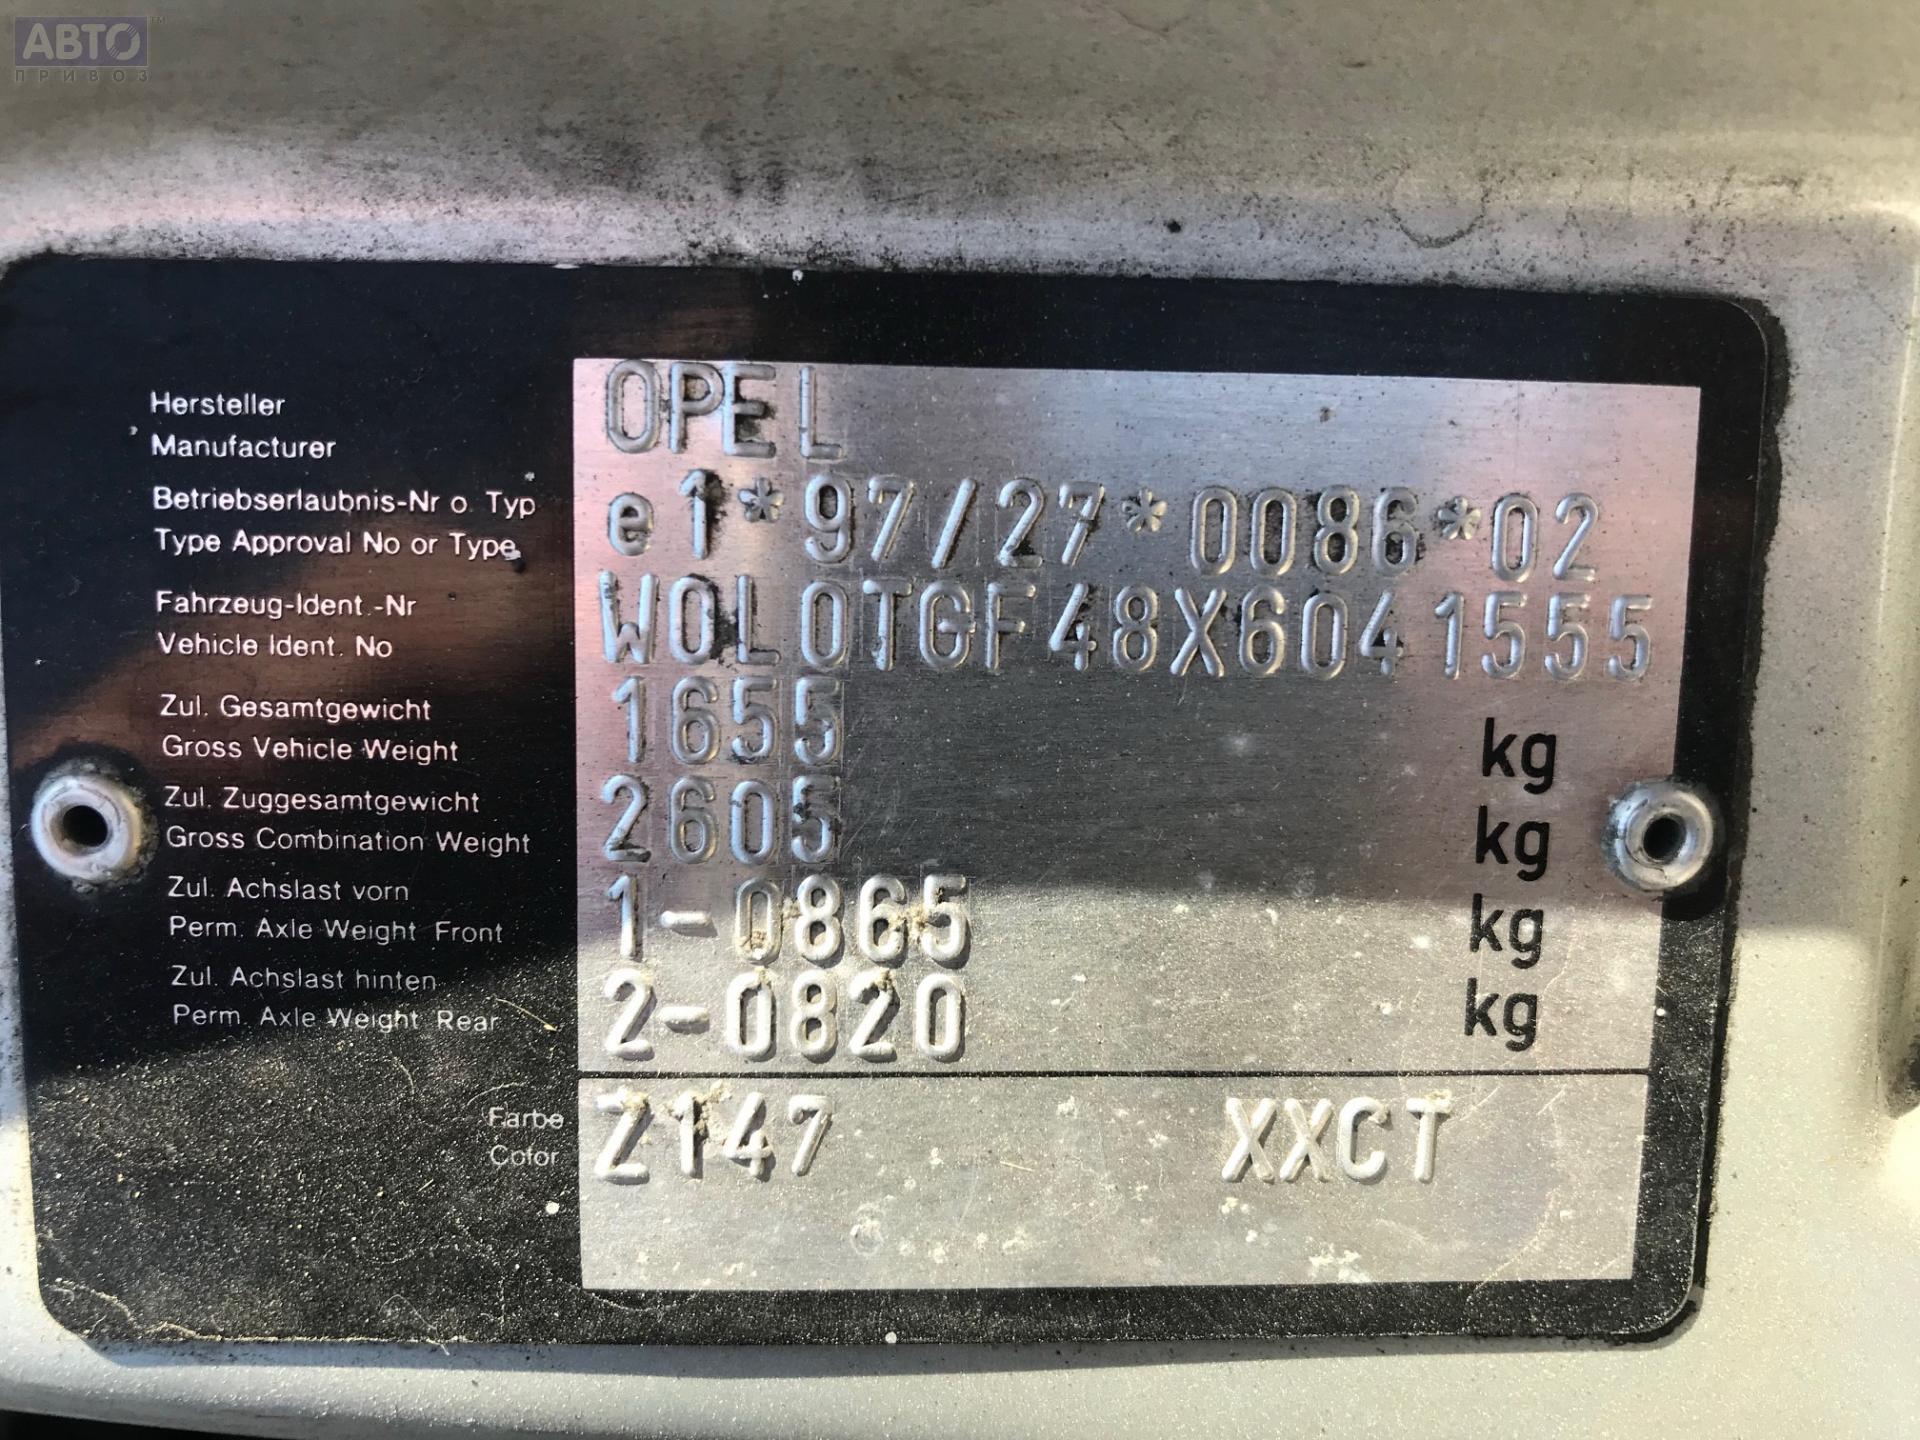 АВТО™
ПРИВОЗ
Hersteller
Manufacturer
OPEL
Betriebserlaubnis-Nr o. Typ
Type Approval No or Type
e1*97/27*0086*02
Fahrzeug-Ident.-Nr
Vehicle Ident. No
W0L0TGF48X6041555
Zul. Gesamtgewicht
Gross Vehicle Weight
1655 kg
Zul. Zuggesamtgewicht
Gross Combination Weight
2605 kg
Zul. Achslast vorn
Perm. Axle Weight Front
1-0865 kg
Zul. Achslast hinten
Perm. Axle Weight Rear
2-0820 kg
Farbe
Color
Z147 XXCT